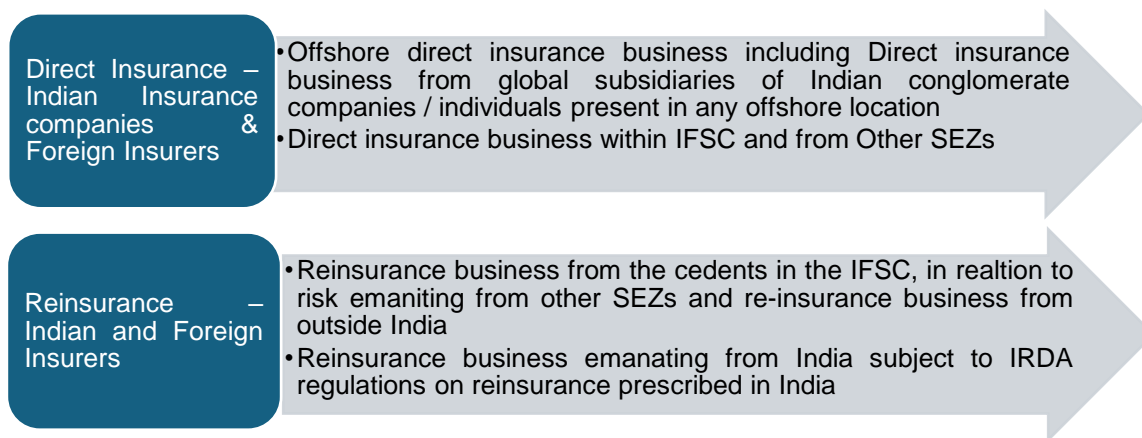 Direct Insurance –
Indian Insurance
companies &
Foreign Insurers
•Offshore direct insurance business including Direct insurance
business from global subsidiaries of Indian conglomerate
companies / individuals present in any offshore location
•Direct insurance business within IFSC and from Other SEZs
Reinsurance –
Indian and Foreign
Insurers
•Reinsurance business from the cedents in the IFSC, in realtion to
risk emaniting from other SEZs and re-insurance business from
outside India
•Reinsurance business emanating from India subject to IRDA
regulations on reinsurance prescribed in India